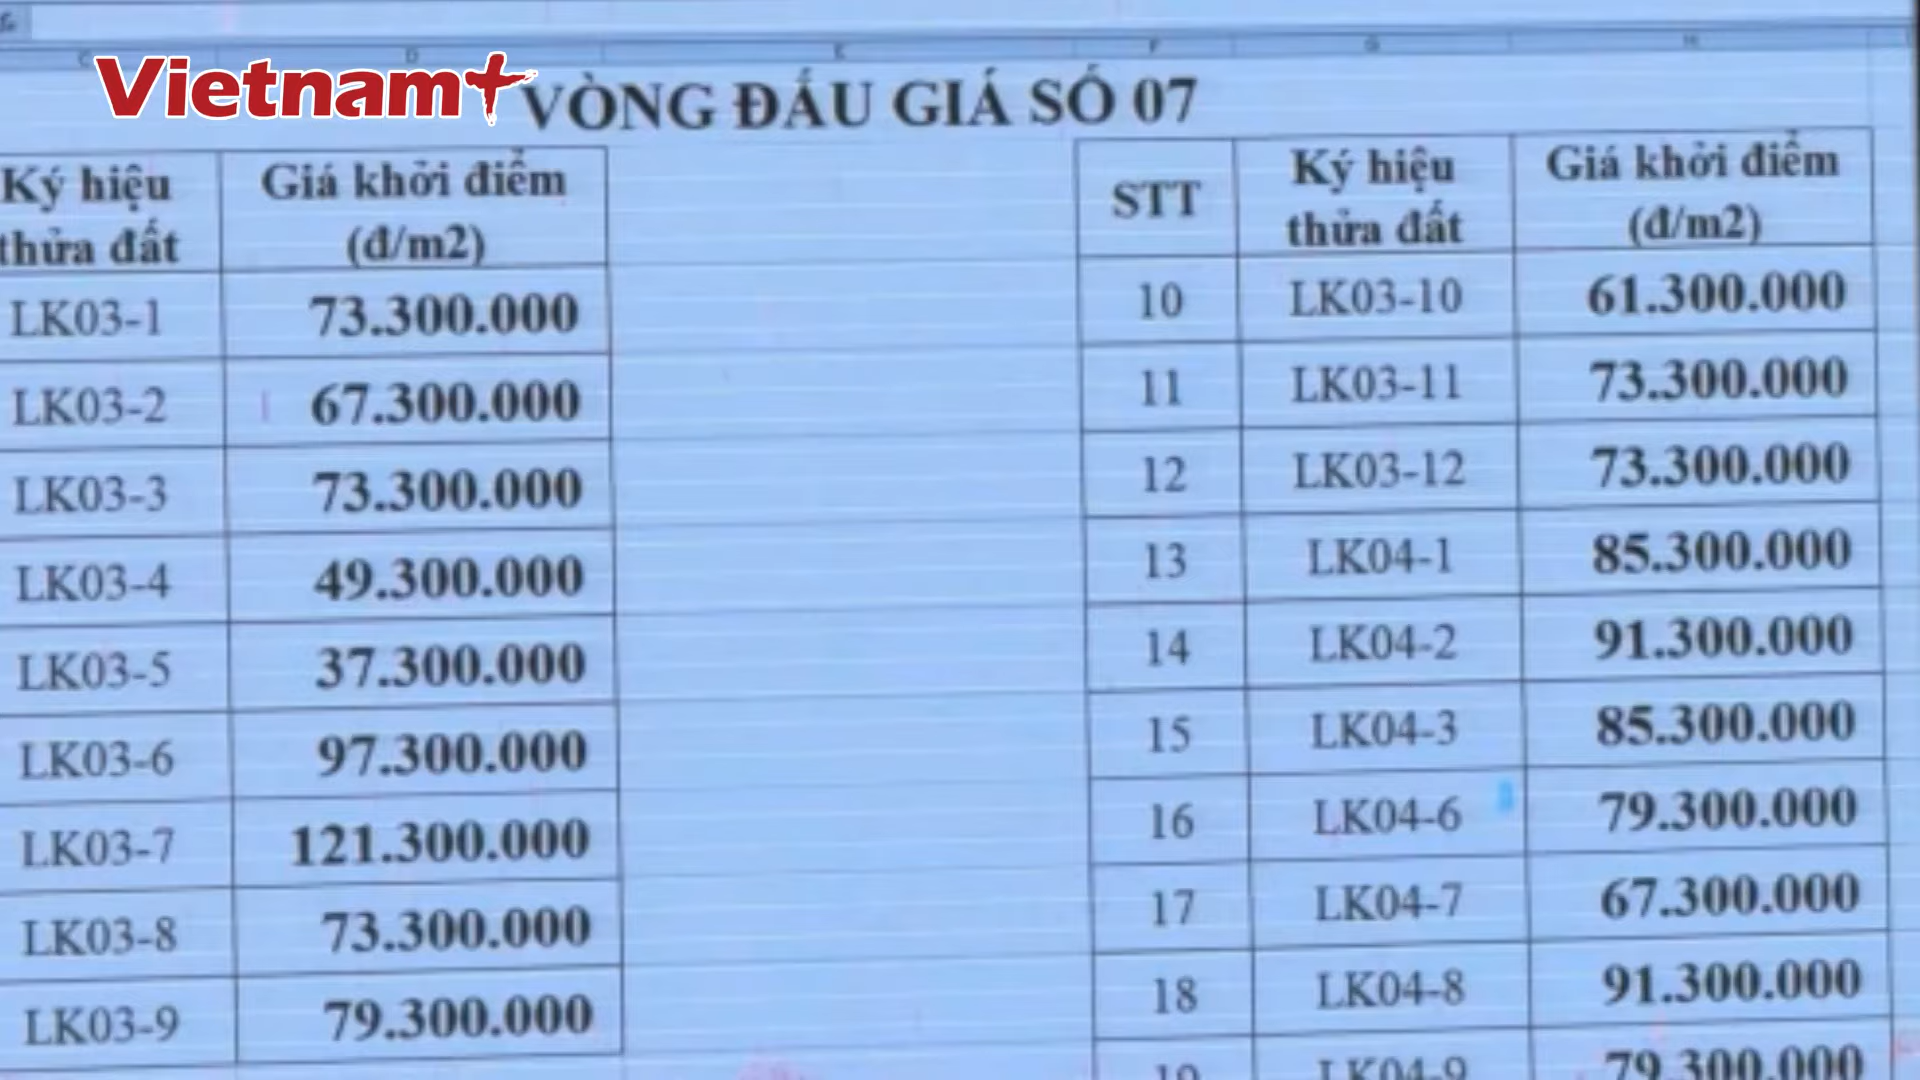 Vietnam+
VÒNG ĐẤU GIÁ SỐ 07
Ký hiệu thửa đất Giá khởi điểm (đ/m2)
LK03-1 73.300.000
LK03-2 67.300.000
LK03-3 73.300.000
LK03-4 49.300.000
LK03-5 37.300.000
LK03-6 97.300.000
LK03-7 121.300.000
LK03-8 73.300.000
LK03-9 79.300.000
STT Ký hiệu thửa đất Giá khởi điểm (đ/m2)
10 LK03-10 61.300.000
11 LK03-11 73.300.000
12 LK03-12 73.300.000
13 LK04-1 85.300.000
14 LK04-2 91.300.000
15 LK04-3 85.300.000
16 LK04-6 79.300.000
17 LK04-7 67.300.000
18 LK04-8 91.300.000
19 LK04-9 79.300.000